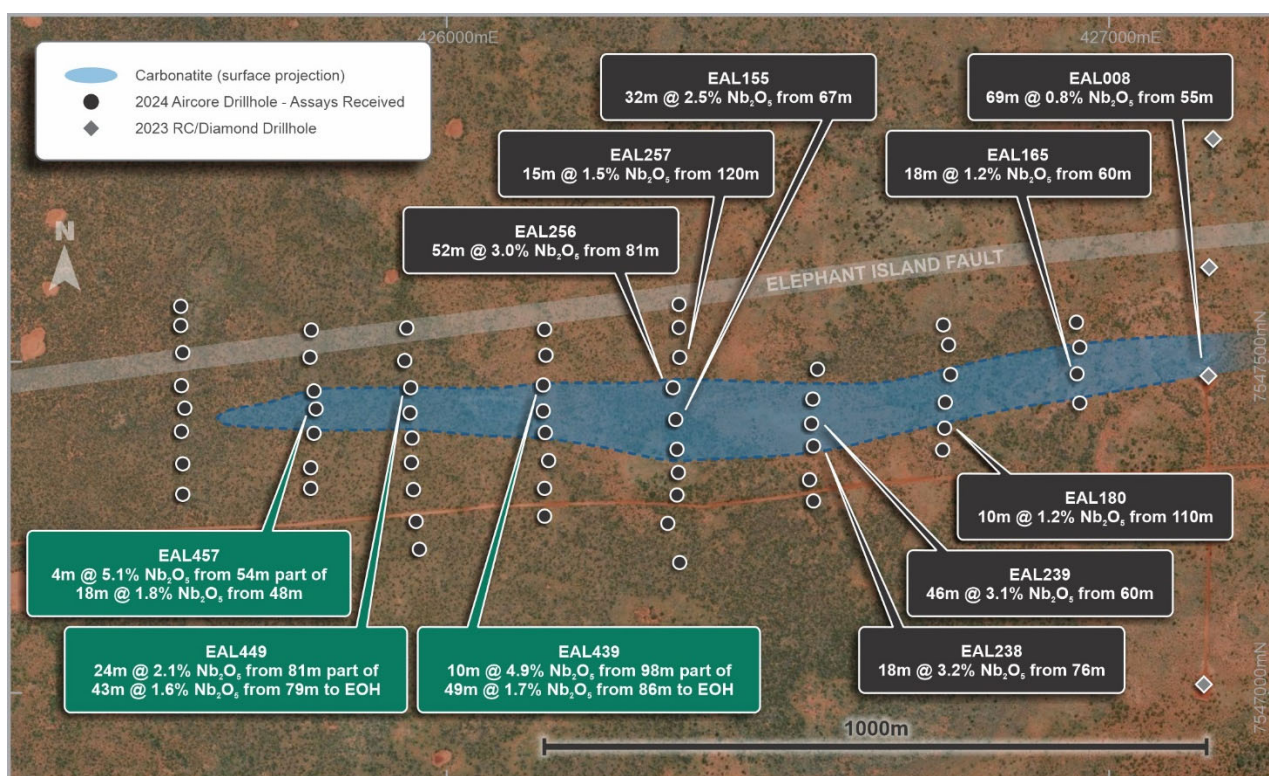 426000mE
427000mE
Carbonatite (surface projection)
2024 Aircore Drillhole - Assays Received
2023 RC/Diamond Drillhole
EAL155
32m @ 2.5% Nb₂O₅ from 67m
EAL008
69m @ 0.8% Nb₂O₅ from 55m
EAL257
15m @ 1.5% Nb₂O₅ from 120m
EAL165
18m @ 1.2% Nb₂O₅ from 60m
EAL256
52m @ 3.0% Nb₂O₅ from 81m
N
ELEPHANT ISLAND FAULT
7547500mN
EAL180
10m @ 1.2% Nb₂O₅ from 110m
EAL457
4m @ 5.1% Nb₂O₅ from 54m part of
18m @ 1.8% Nb₂O₅ from 48m
EAL239
46m @ 3.1% Nb₂O₅ from 60m
EAL449
24m @ 2.1% Nb₂O₅ from 81m part of
43m @ 1.6% Nb₂O₅ from 79m to EOH
EAL439
10m @ 4.9% Nb₂O₅ from 98m part of
49m @ 1.7% Nb₂O₅ from 86m to EOH
EAL238
18m @ 3.2% Nb₂O₅ from 76m
7547000mN
1000m